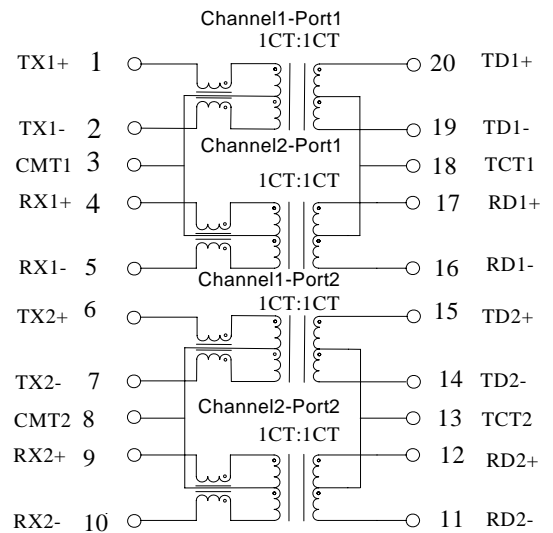 Channel1-Port1
1CT:1CT
TX1+ 1 20 TD1+
TX1- 2 19 TD1-
Channel2-Port1
CMT1 3 18 TCT1
1CT:1CT
RX1+ 4 17 RD1+
RX1- 5 16 RD1-
Channel1-Port2
1CT:1CT
TX2+ 6 15 TD2+
TX2- 7 14 TD2-
Channel2-Port2
CMT2 8 13 TCT2
1CT:1CT
RX2+ 9 12 RD2+
RX2- 10 11 RD2-